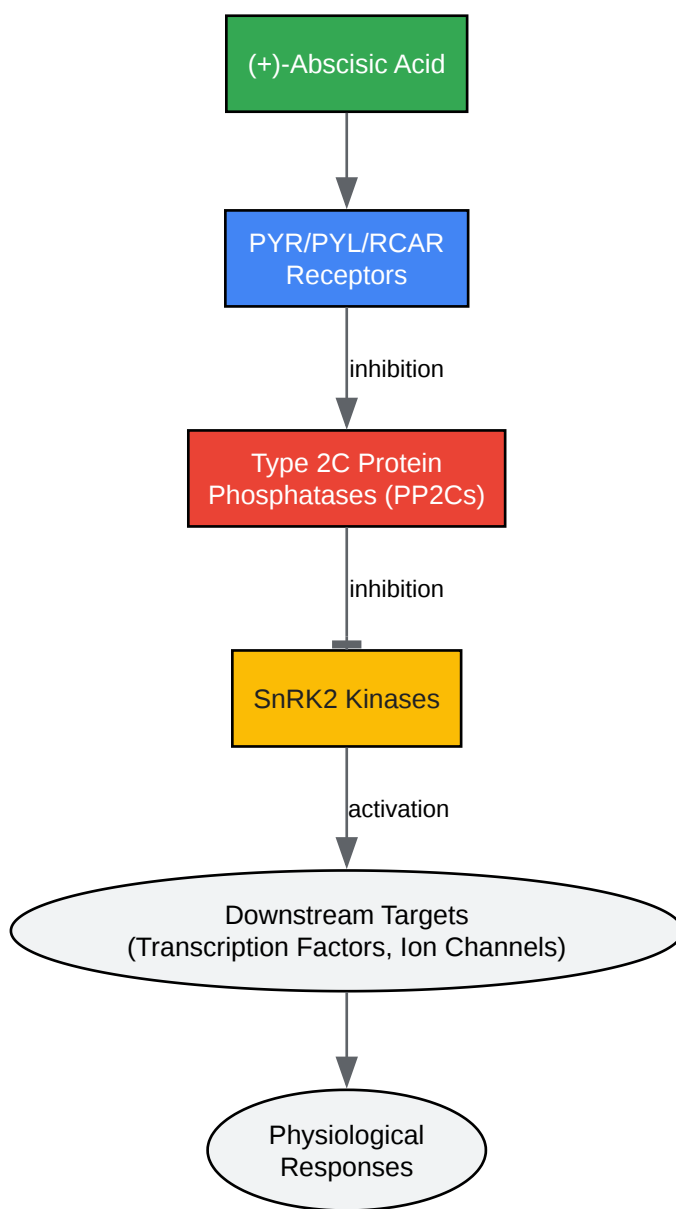 (+)-Abscisic Acid
PYR/PYL/RCAR
Receptors
inhibition
Type 2C Protein
Phosphatases (PP2Cs)
inhibition
SnRK2 Kinases
activation
Downstream Targets
(Transcription Factors, Ion Channels)
Physiological
Responses